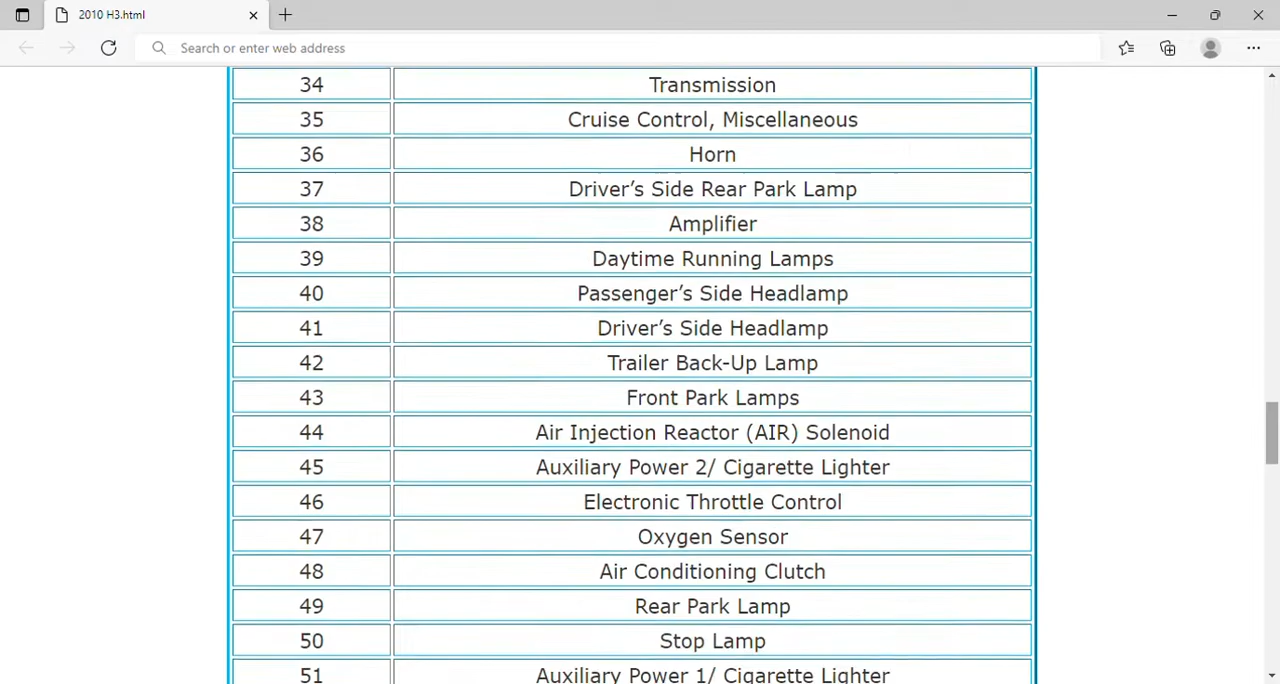 2010 H3.html
Search or enter web address
34 Transmission
35 Cruise Control, Miscellaneous
36 Horn
37 Driver’s Side Rear Park Lamp
38 Amplifier
39 Daytime Running Lamps
40 Passenger’s Side Headlamp
41 Driver’s Side Headlamp
42 Trailer Back-Up Lamp
43 Front Park Lamps
44 Air Injection Reactor (AIR) Solenoid
45 Auxiliary Power 2/ Cigarette Lighter
46 Electronic Throttle Control
47 Oxygen Sensor
48 Air Conditioning Clutch
49 Rear Park Lamp
50 Stop Lamp
51 Auxiliary Power 1/ Cigarette Lighter